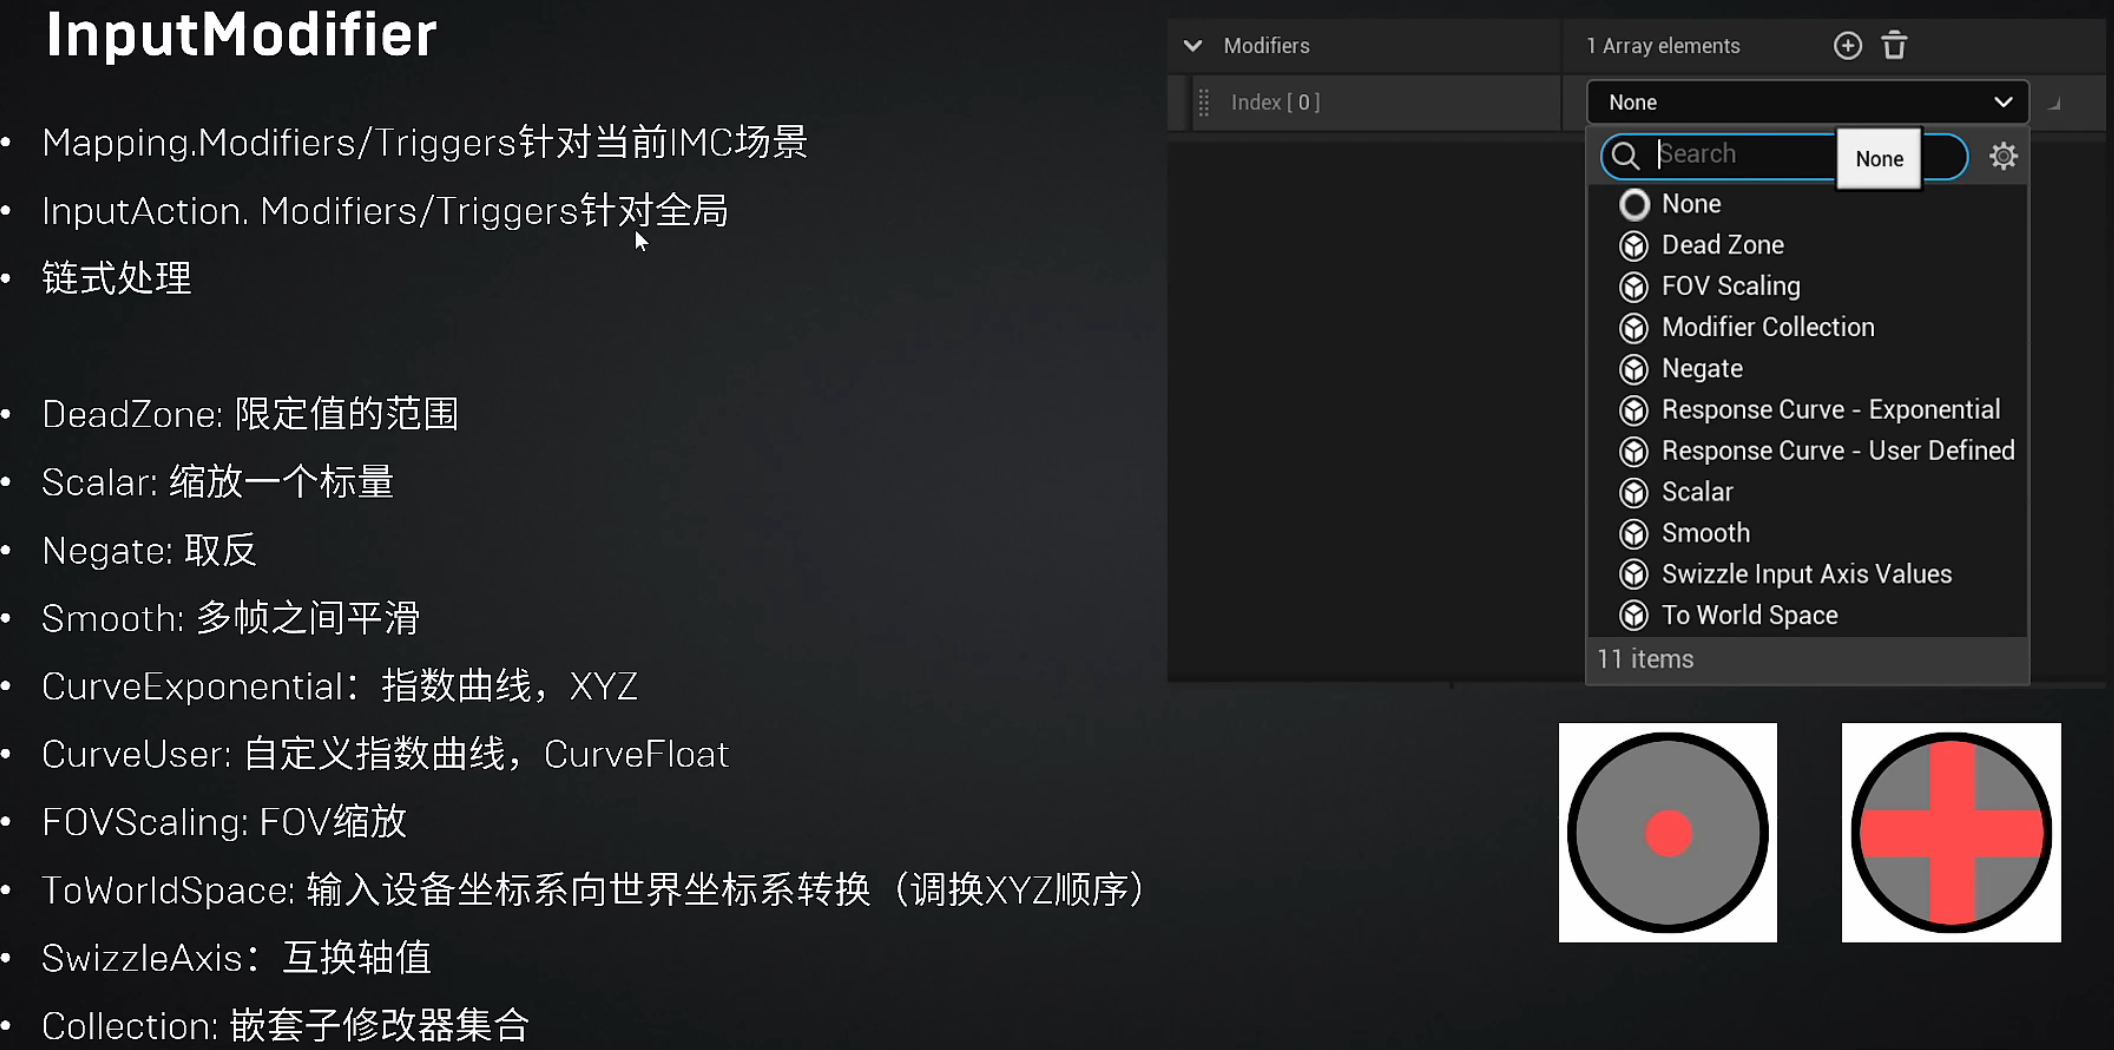 InputModifier
Mapping.Modifiers/Triggers针对当前IMC场景
InputAction. Modifiers/Triggers针对全局
链式处理
DeadZone: 限定值的范围
Scalar: 缩放一个标量
Negate: 取反
Smooth: 多帧之间平滑
CurveExponential：指数曲线，XYZ
CurveUser: 自定义指数曲线，CurveFloat
FOVScaling: FOV缩放
ToWorldSpace: 输入设备坐标系向世界坐标系转换（调换XYZ顺序）
SwizzleAxis：互换轴值
Collection: 嵌套子修改器集合
Modifiers
1 Array elements
Index [ 0 ]
None
Search
None
None
Dead Zone
FOV Scaling
Modifier Collection
Negate
Response Curve - Exponential
Response Curve - User Defined
Scalar
Smooth
Swizzle Input Axis Values
To World Space
11 items